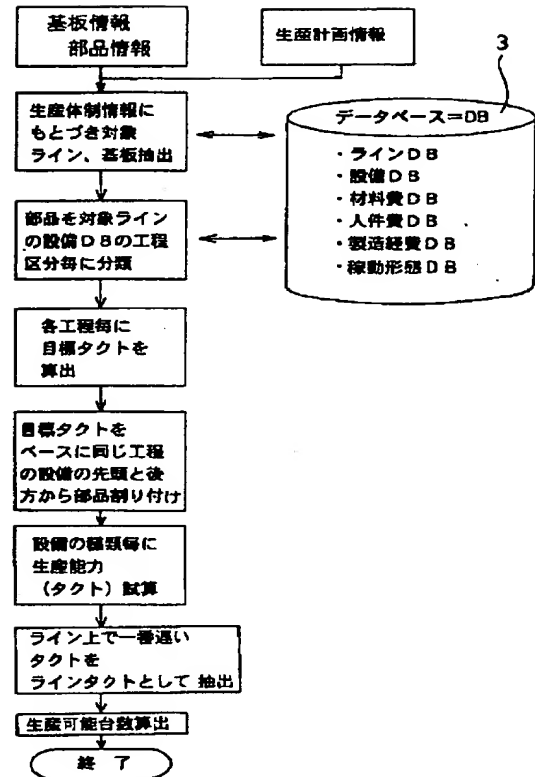 基板情報
部品情報
生産計画情報
3
生産体制情報に
もとづき対象
ライン、基板抽出
データベース=DB
・ラインDB
・設備DB
・材料費DB
・人件費DB
・製造経費DB
・稼動形態DB
部品を対象ライン
の設備DBの工程
区分毎に分類
各工程毎に
目標タクトを
算出
目標タクトを
ベースに同じ工程
の設備の先頭と後
方から部品割り付け
設備の種類毎に
生産能力
(タクト)試算
ライン上で一番遅い
タクトを
ラインタクトとして 抽出
生産可能台数算出
終 了